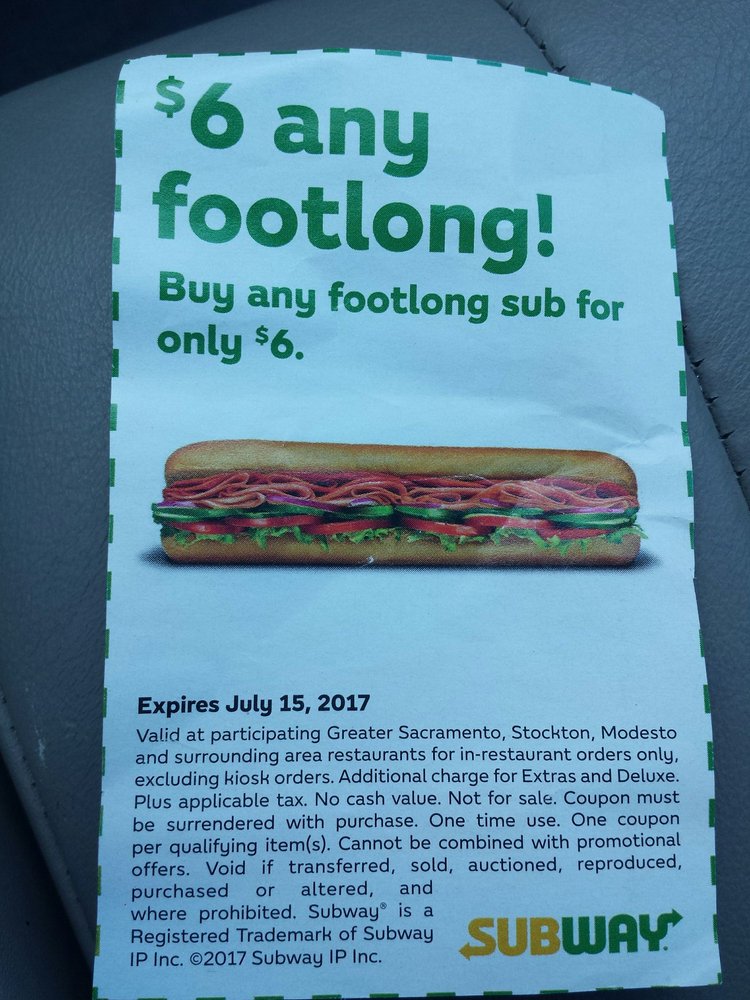 $6 any
footlong!
Buy any footlong sub for
only $6.
Expires July 15, 2017
Valid at participating Greater Sacramento, Stockton, Modesto
and surrounding area restaurants for in-restaurant orders only,
excluding kiosk orders. Additional charge for Extras and Deluxe.
Plus applicable tax. No cash value. Not for sale. Coupon must
be surrendered with purchase. One time use. One coupon
per qualifying item(s). Cannot be combined with promotional
offers. Void if transferred, sold, auctioned, reproduced,
purchased or altered, and
where prohibited. Subway® is a
Registered Trademark of Subway
IP Inc. ©2017 Subway IP Inc.
SUBWAY